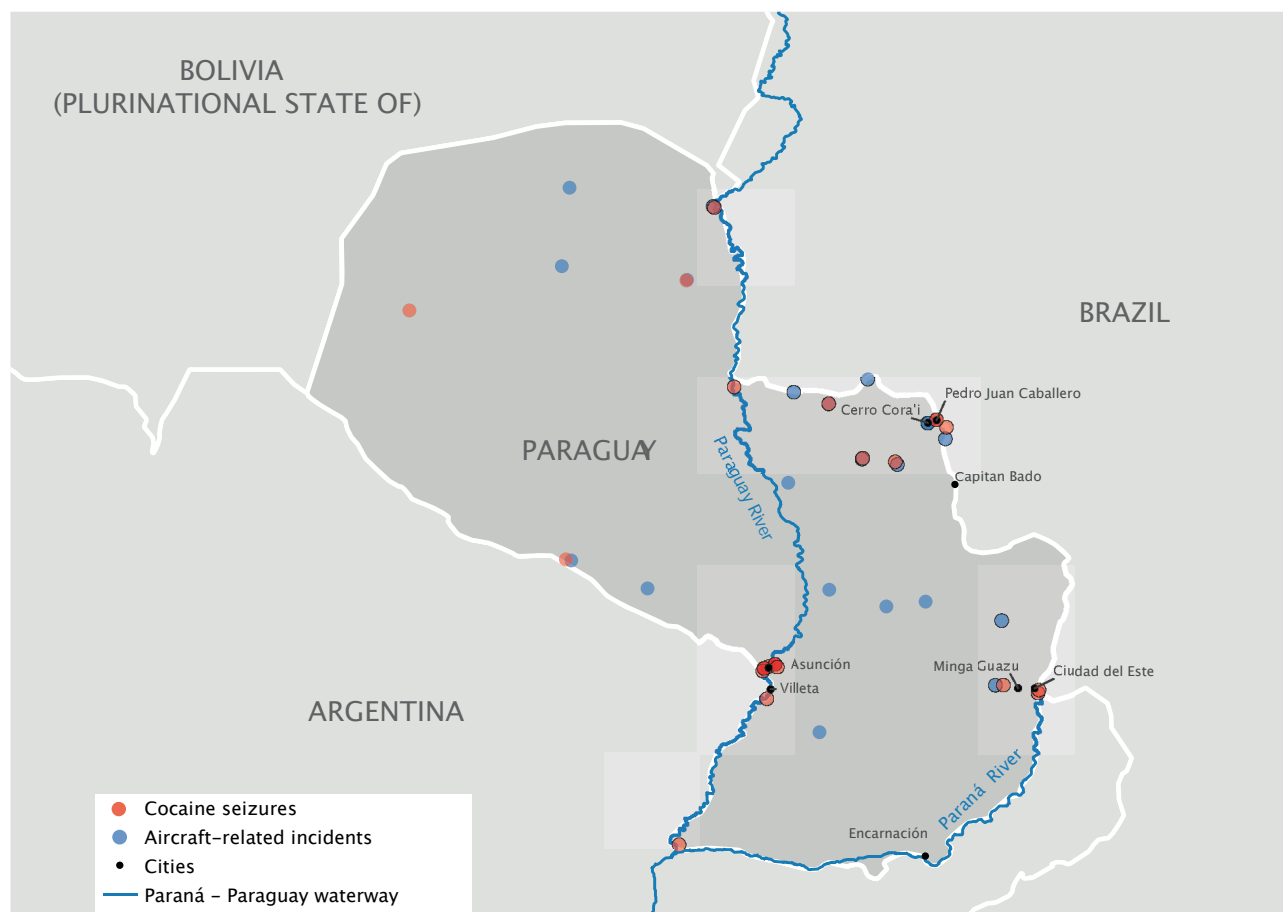 BOLIVIA
(PLURINATIONAL STATE OF)
BRAZIL
Pedro Juan Caballero
Cerro Cora'i
PARAGUAY
Paraguay River
Capitan Bado
Asunción
Minga Guazu
Ciudad del Este
Villeta
ARGENTINA
Paraná River
Encarnación
Cocaine seizures
Aircraft-related incidents
Cities
Paraná - Paraguay waterway